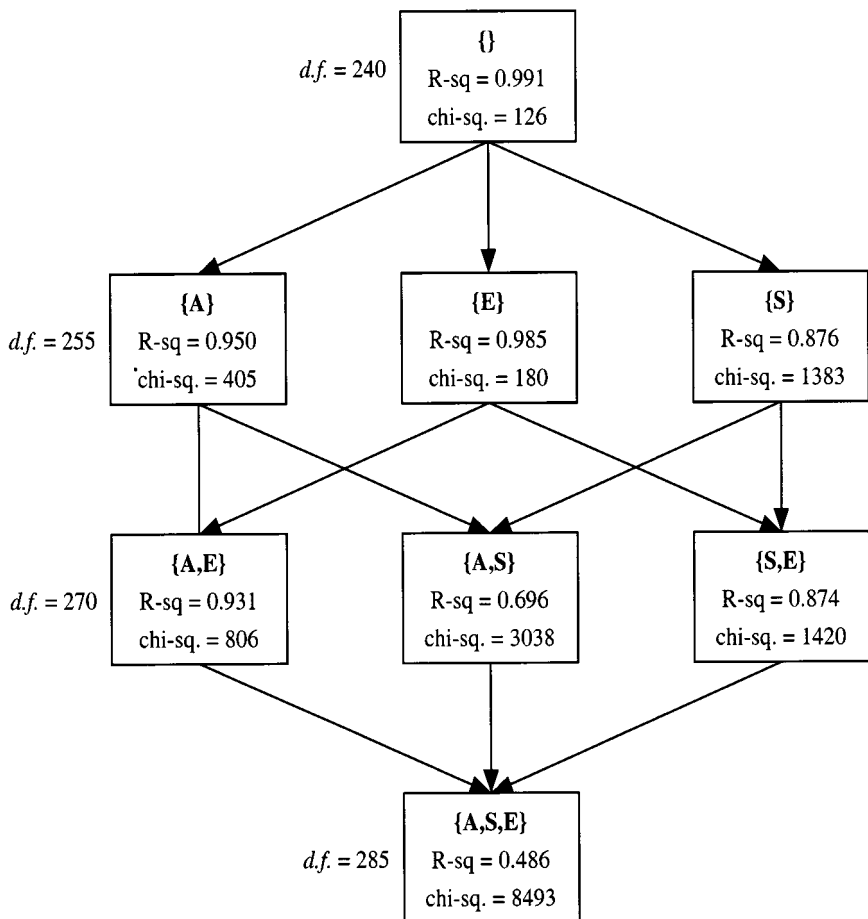 {}
d.f. = 240
R-sq = 0.991
chi-sq. = 126
{A}
d.f. = 255
R-sq = 0.950
chi-sq. = 405
{E}
R-sq = 0.985
chi-sq. = 180
{S}
R-sq = 0.876
chi-sq. = 1383
{A,E}
d.f. = 270
R-sq = 0.931
chi-sq. = 806
{A,S}
R-sq = 0.696
chi-sq. = 3038
{S,E}
R-sq = 0.874
chi-sq. = 1420
{A,S,E}
d.f. = 285
R-sq = 0.486
chi-sq. = 8493